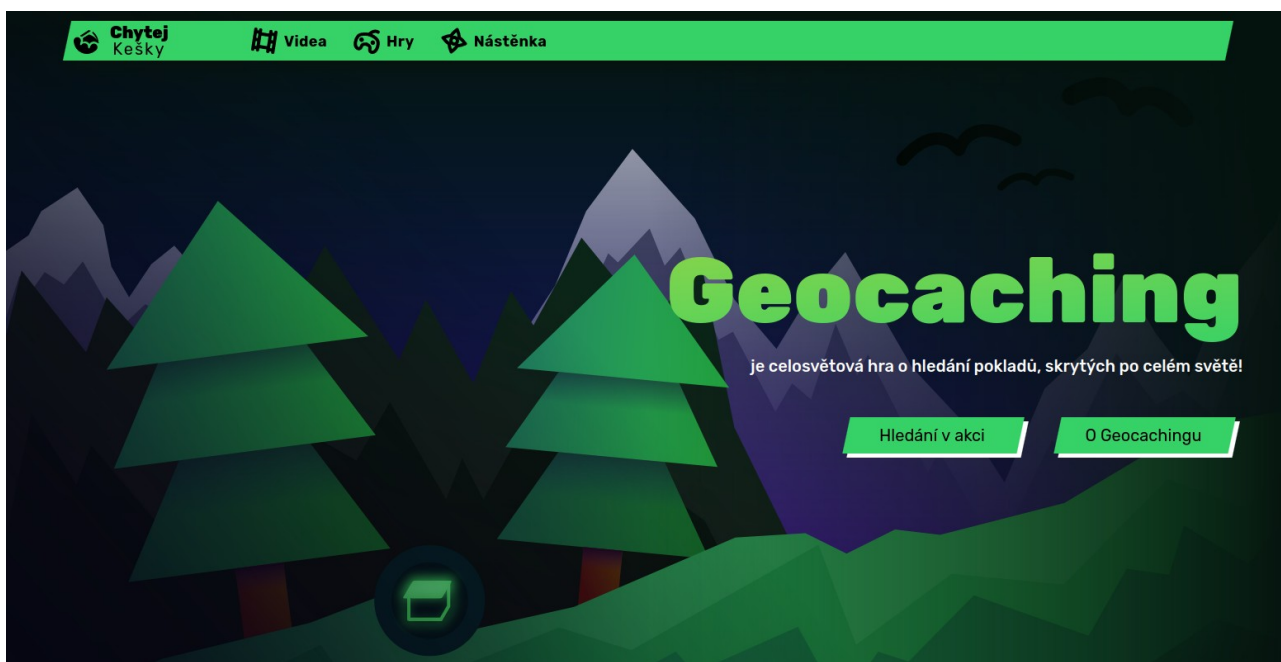 Chytej
Kešky
Videa
Hry
Nástěnka
Geocaching
je celosvětová hra o hledání pokladů, skrytých po celém světě!
Hledání v akci
O Geocachingu